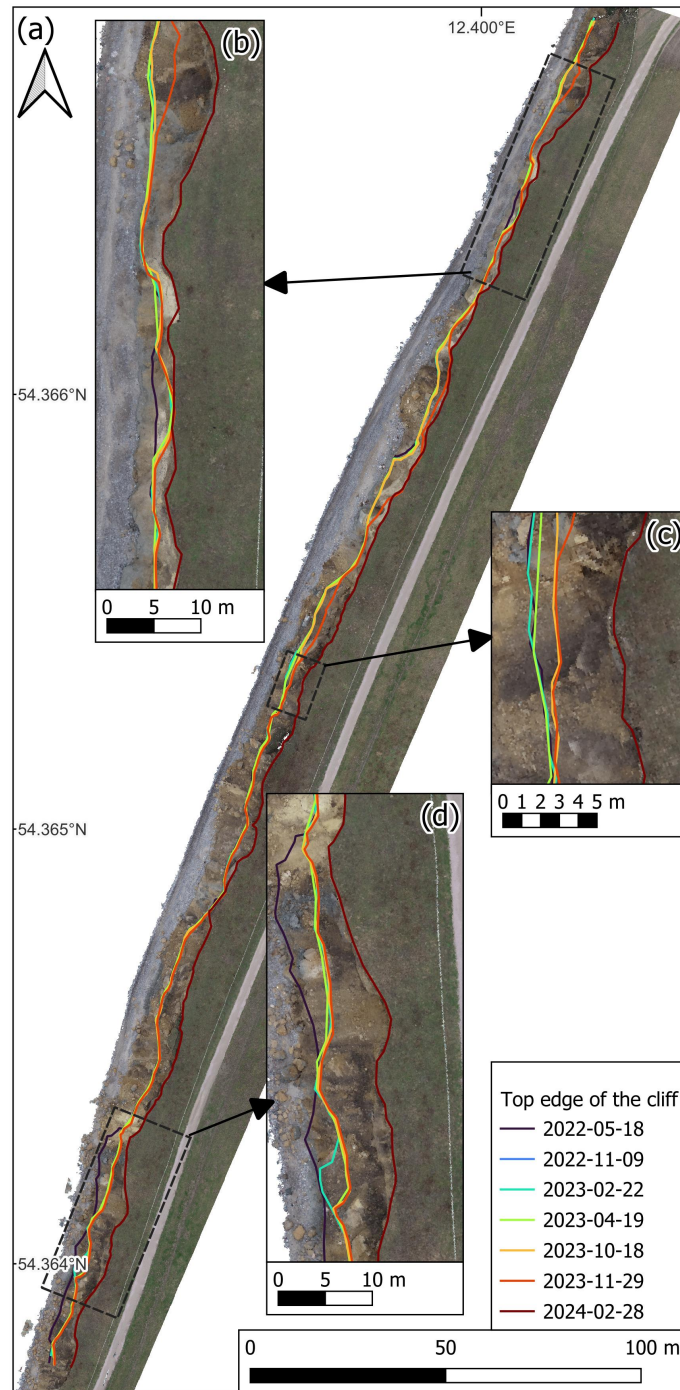 (a)
12.400°E
(b)
54.366°N
0 5 10 m
(c)
0 1 2 3 4 5 m
54.365°N
(d)
54.364°N
0 5 10 m
Top edge of the cliff
2022-05-18
2022-11-09
2023-02-22
2023-04-19
2023-10-18
2023-11-29
2024-02-28
0 50 100 m